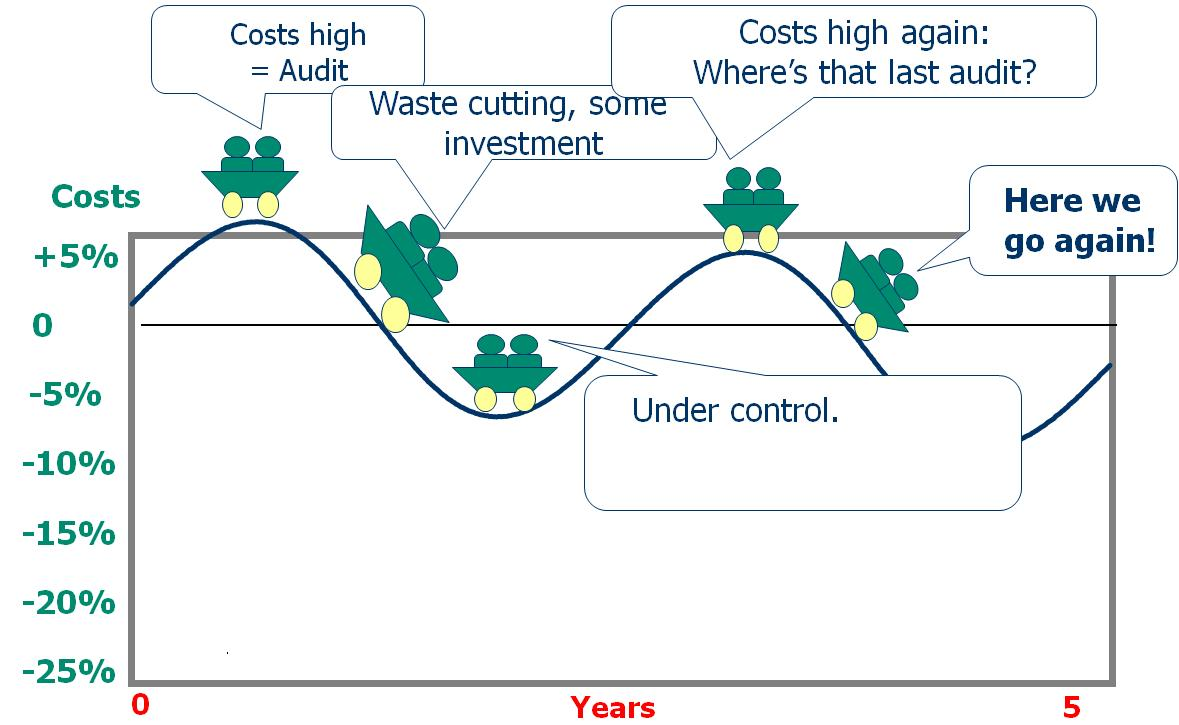 Costs high
= Audit
Waste cutting, some
investment
Costs high again:
Where’s that last audit?
Here we
go again!
Under control.
Costs
+5%
0
-5%
-10%
-15%
-20%
-25%
0
Years
5